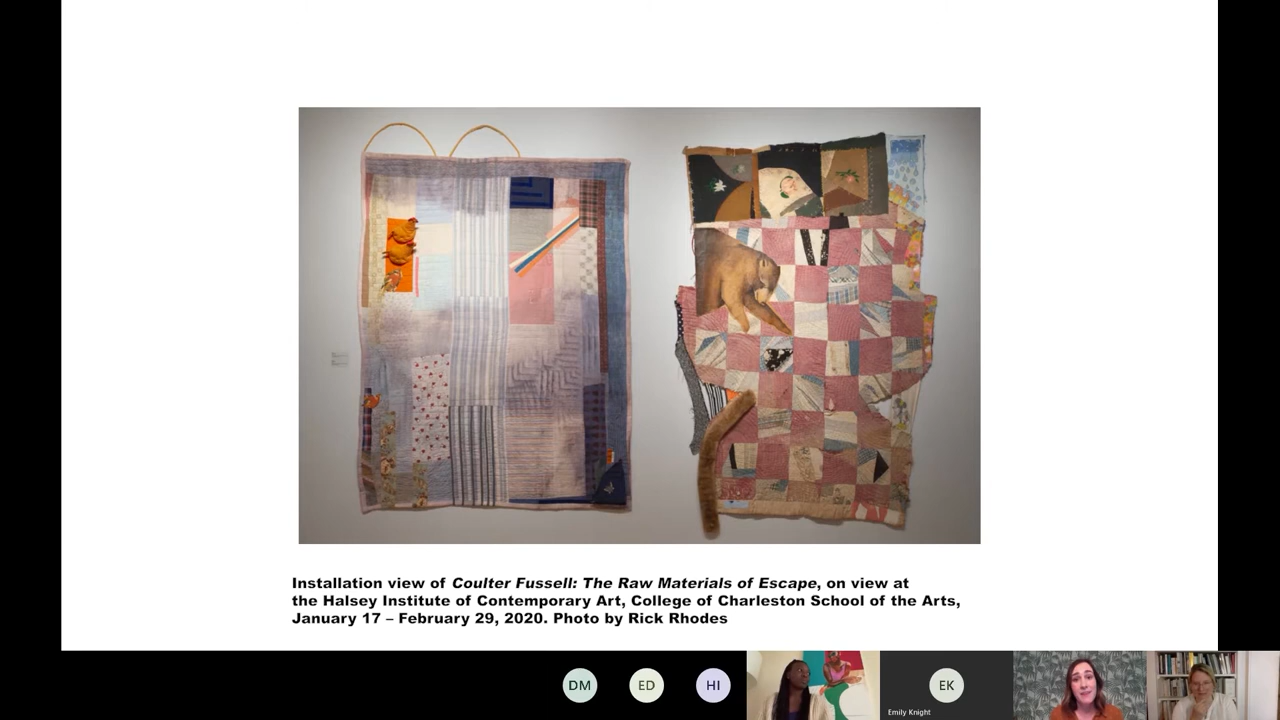 Installation view of Coulter Fussell: The Raw Materials of Escape, on view at
the Halsey Institute of Contemporary Art, College of Charleston School of the Arts,
January 17 – February 29, 2020. Photo by Rick Rhodes
DM
ED
HI
EK
Emily Knight